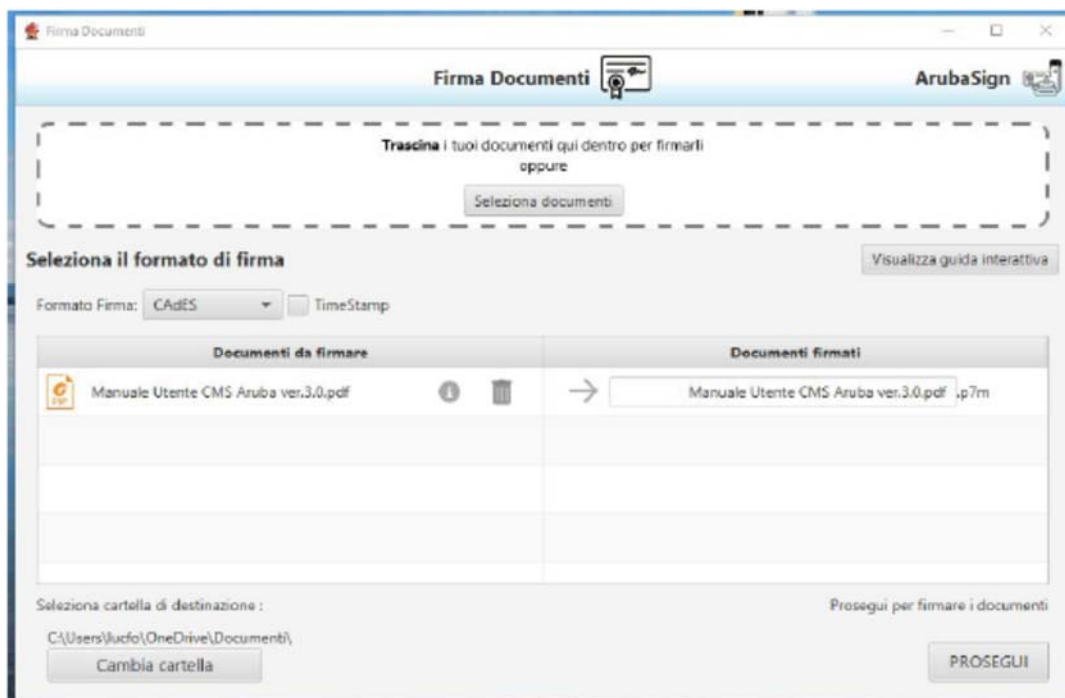 Firma Documenti
Firma Documenti
ArubaSign
Trascina i tuoi documenti qui dentro per firmarli
oppure
Seleziona documenti
Seleziona il formato di firma
Visualizza guida interattiva
Formato Firma: CAdES TimeStamp
Documenti da firmare Documenti firmati
Manuale Utente CMS Aruba ver.3.0.pdf Manuale Utente CMS Aruba ver.3.0.pdf .p7m
Seleziona cartella di destinazione :
Prosegui per firmare i documenti
C:\Users\lucfo\OneDrive\Documenti\
Cambia cartella
PROSEGUI